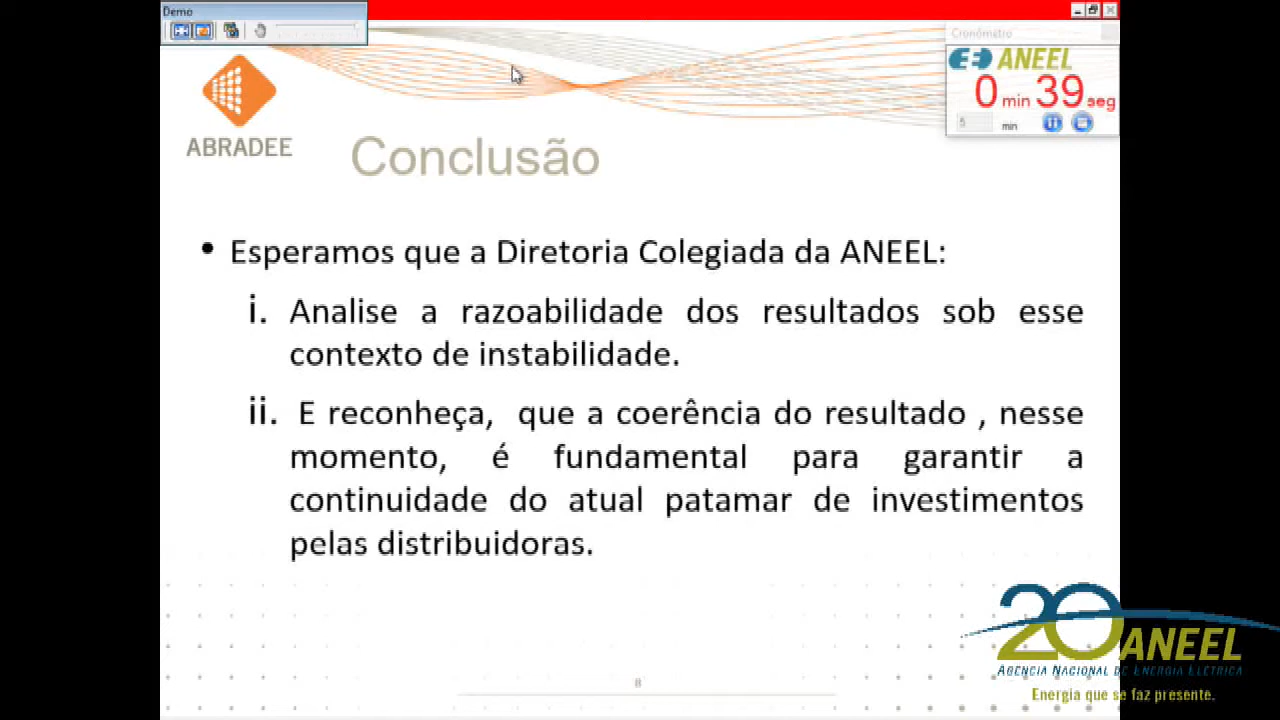 Demo
Cronômetro
ANEEL
0 min 39 seg
5 min
ABRADEE
Conclusão
• Esperamos que a Diretoria Colegiada da ANEEL:
i. Analise a razoabilidade dos resultados sob esse
contexto de instabilidade.
ii. E reconheça, que a coerência do resultado , nesse
momento, é fundamental para garantir a
continuidade do atual patamar de investimentos
pelas distribuidoras.
8
20 ANEEL
AGÊNCIA NACIONAL DE ENERGIA ELÉTRICA
Energia que se faz presente.